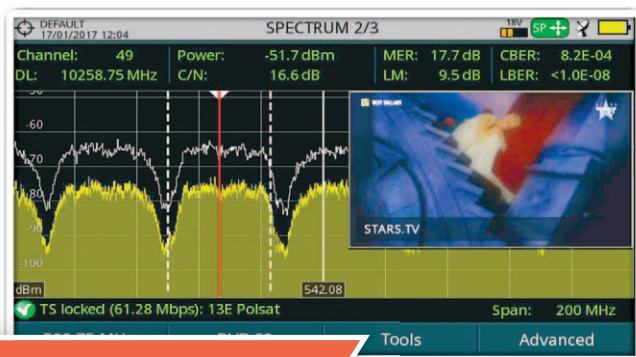 DEFAULT
17/01/2017 12:04
SPECTRUM 2/3
18V
SP
Channel: 49
Power: -51.7 dBm
MER: 17.7 dB
CBER: 8.2E-04
DL: 10258.75 MHz
C/N: 16.6 dB
LM: 9.5 dB
LBER: <1.0E-08
-60
-70
-80
-90
-100
dBm
542.08
BEST BALLADS
STARS.TV
TS locked (61.28 Mbps): 13E Polsat
Span: 200 MHz
Tools
Advanced